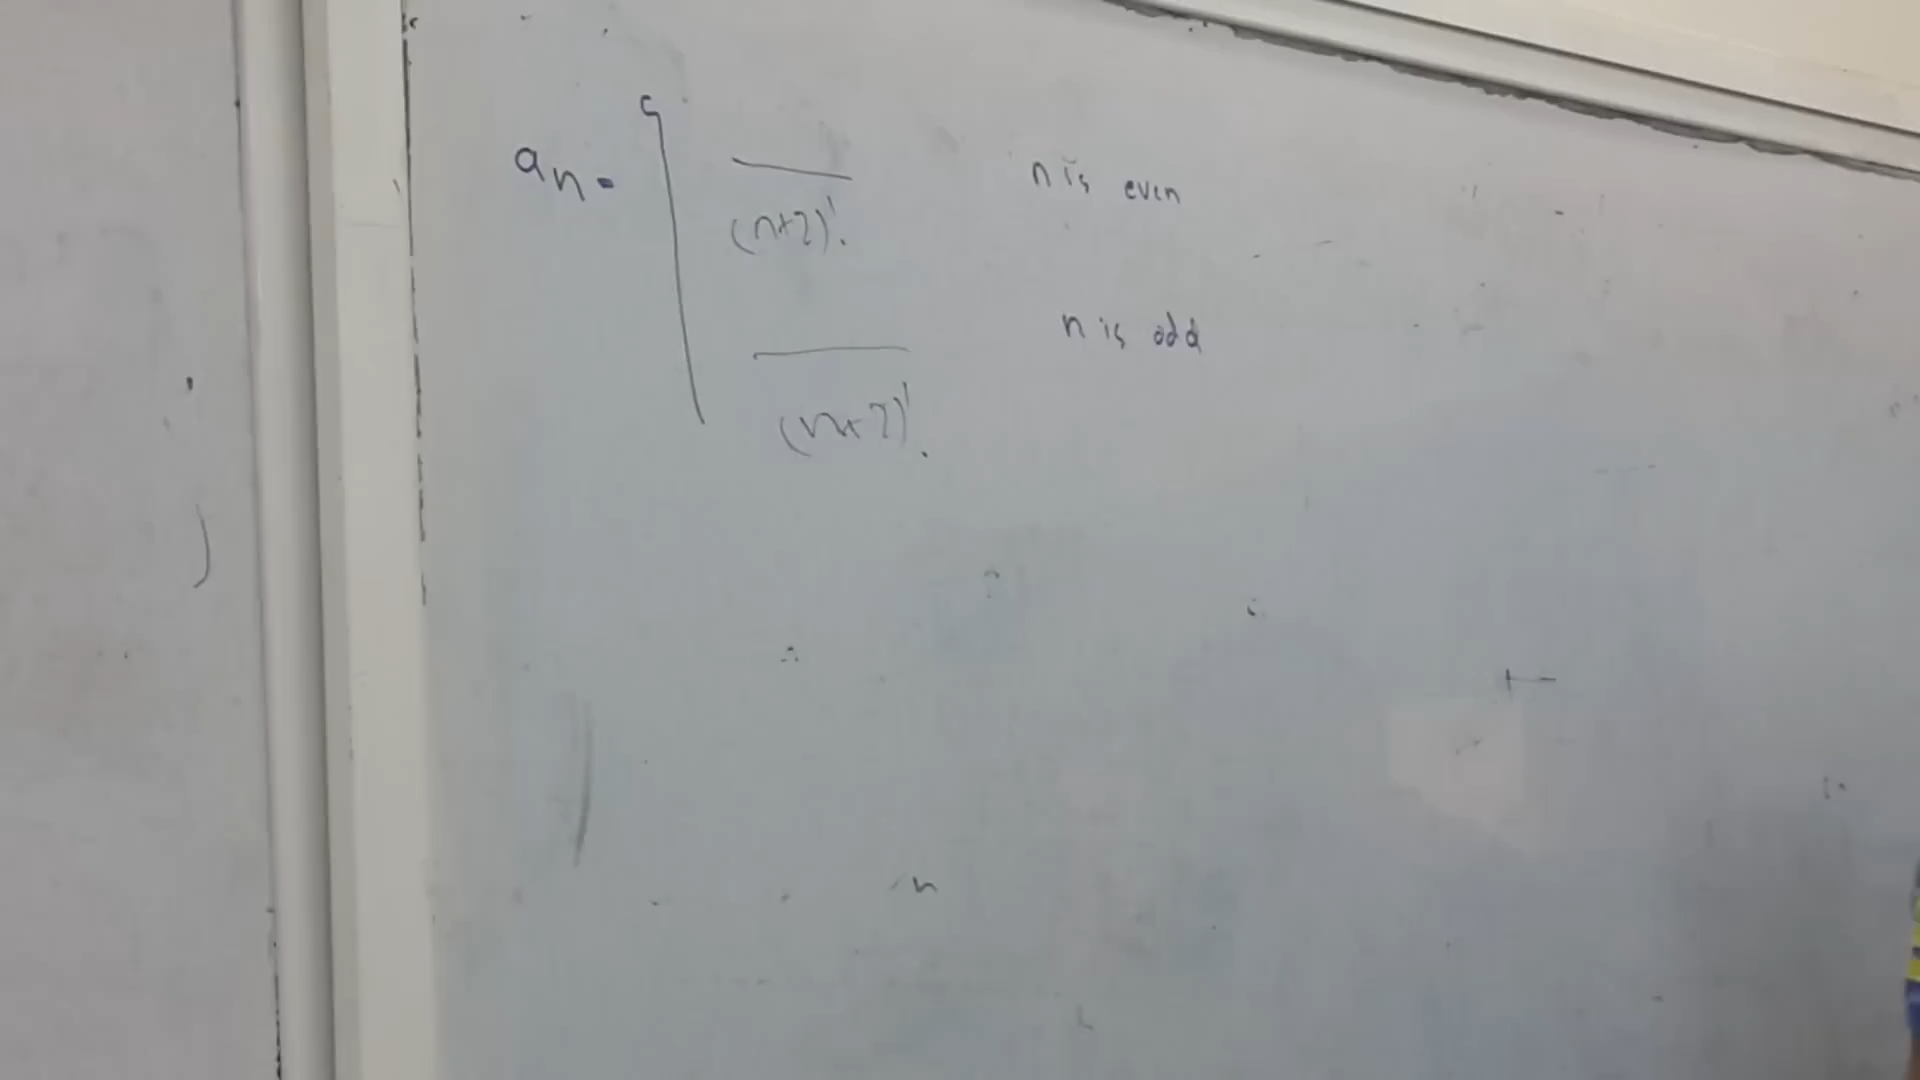 aₙ =
――― n is even
(n+2)!
――― n is odd
(n+2)!
n